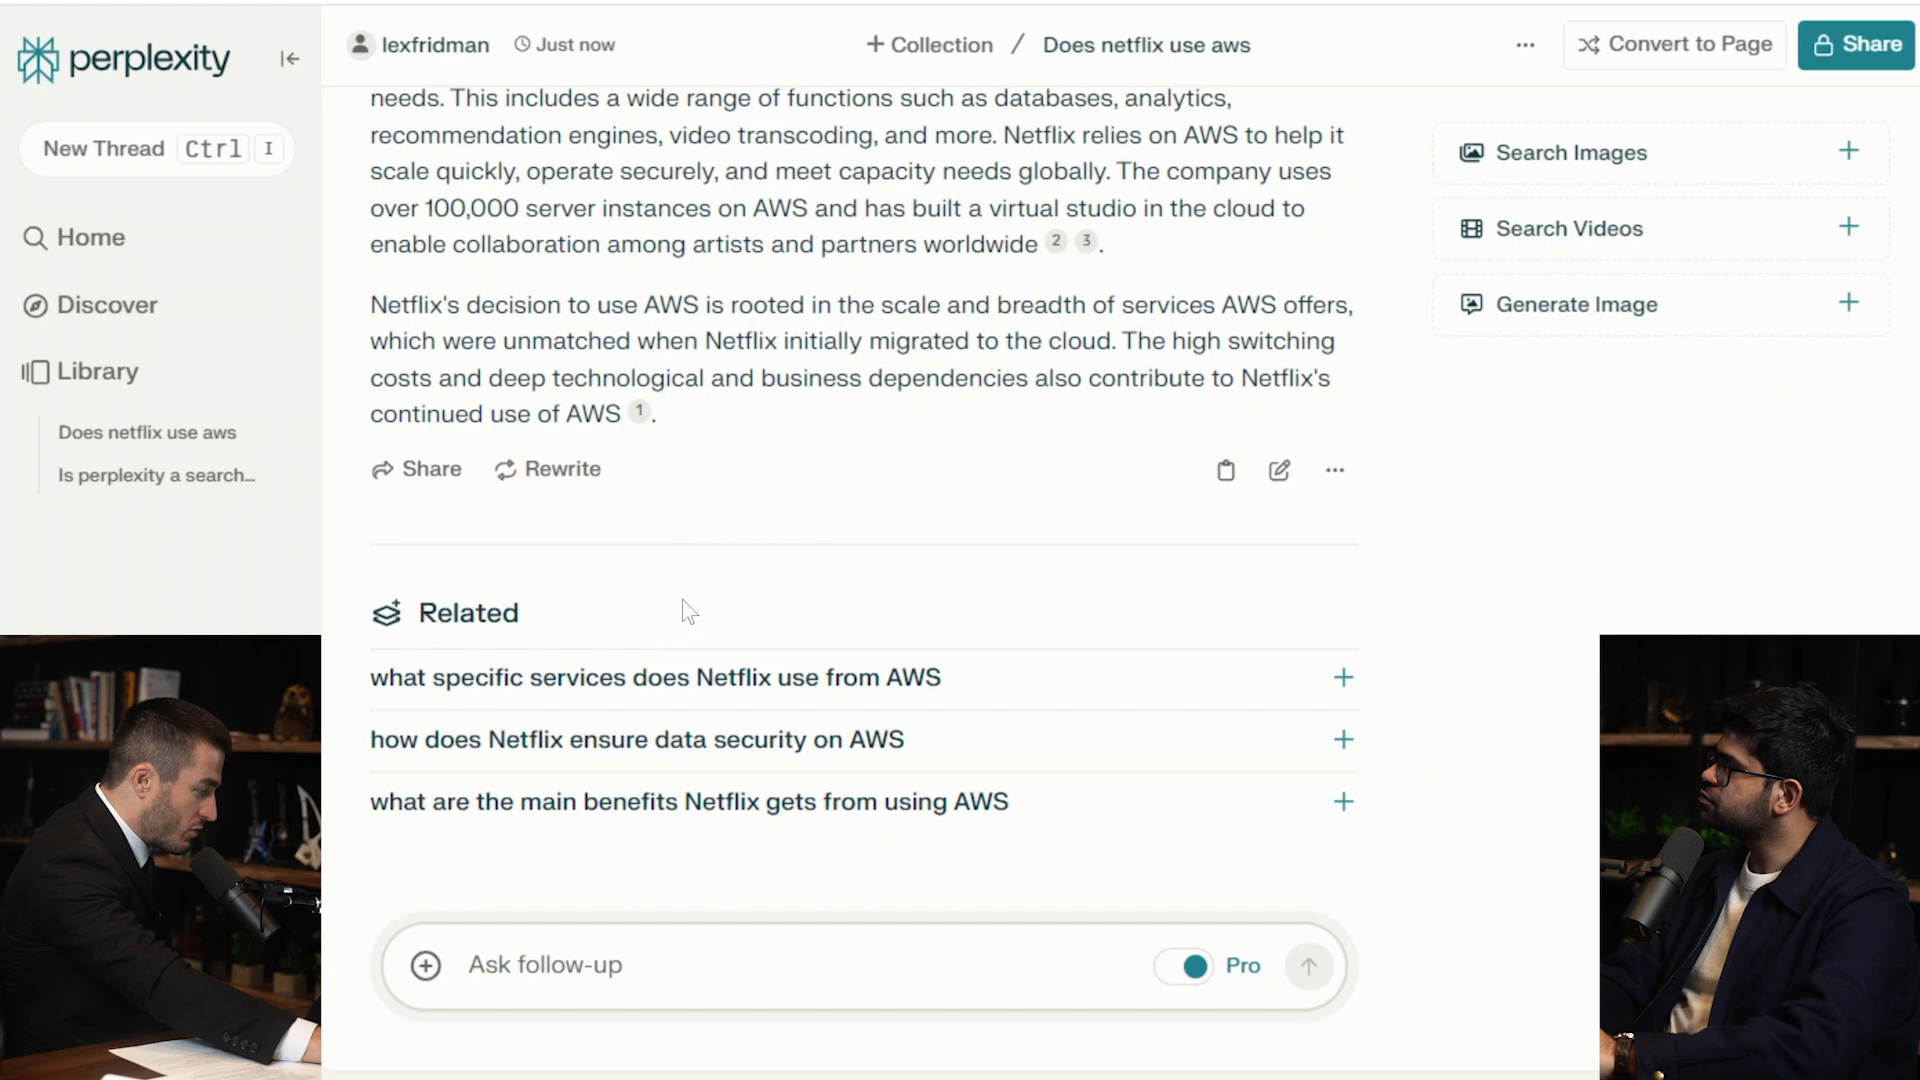 perplexity
New Thread Ctrl I
Home
Discover
Library
Does netflix use aws
Is perplexity a search...
lexfridman Just now
+ Collection / Does netflix use aws
Convert to Page
Share
needs. This includes a wide range of functions such as databases, analytics,
recommendation engines, video transcoding, and more. Netflix relies on AWS to help it
scale quickly, operate securely, and meet capacity needs globally. The company uses
over 100,000 server instances on AWS and has built a virtual studio in the cloud to
enable collaboration among artists and partners worldwide 2 3.
Netflix's decision to use AWS is rooted in the scale and breadth of services AWS offers,
which were unmatched when Netflix initially migrated to the cloud. The high switching
costs and deep technological and business dependencies also contribute to Netflix's
continued use of AWS 1.
Share Rewrite
Related
what specific services does Netflix use from AWS
how does Netflix ensure data security on AWS
what are the main benefits Netflix gets from using AWS
Ask follow-up
Pro
Search Images
Search Videos
Generate Image